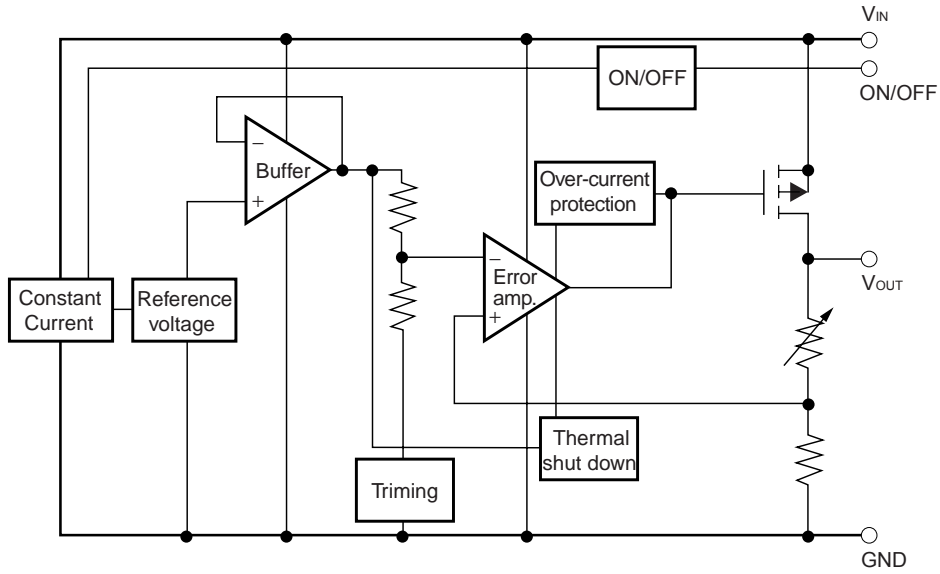 VIN
ON/OFF
ON/OFF
−
Buffer
+
Over-current
protection
−
Error
amp.
+
VOUT
Constant
Current
Reference
voltage
Thermal
shut down
Triming
GND